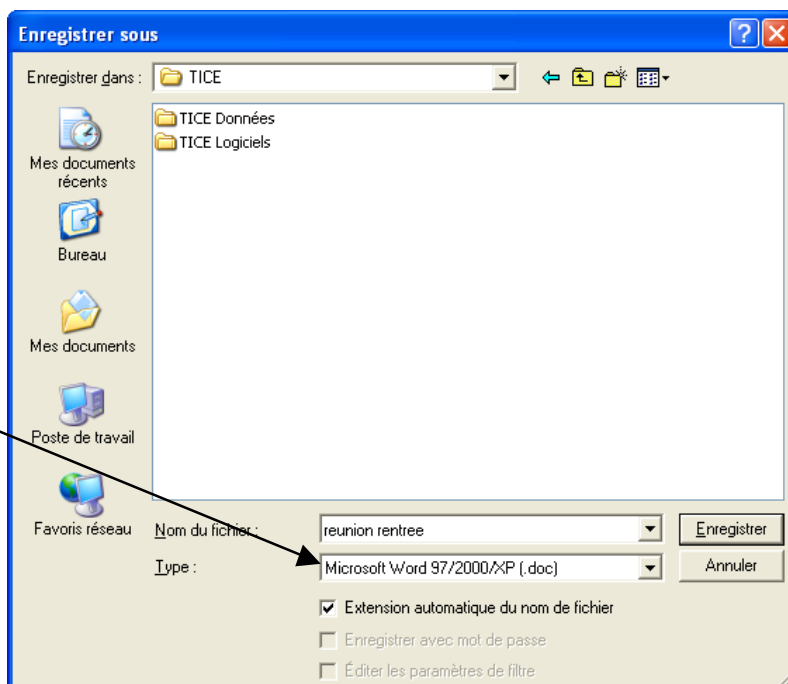 Enregistrer sous
Enregistrer dans :
TICE
TICE Données
TICE Logiciels
Mes documents
récents
Bureau
Mes documents
Poste de travail
Favoris réseau
Nom du fichier :
reunion rentree
Enregistrer
Type :
Microsoft Word 97/2000/XP (.doc)
Annuler
Extension automatique du nom de fichier
Enregistrer avec mot de passe
Éditer les paramètres de filtre